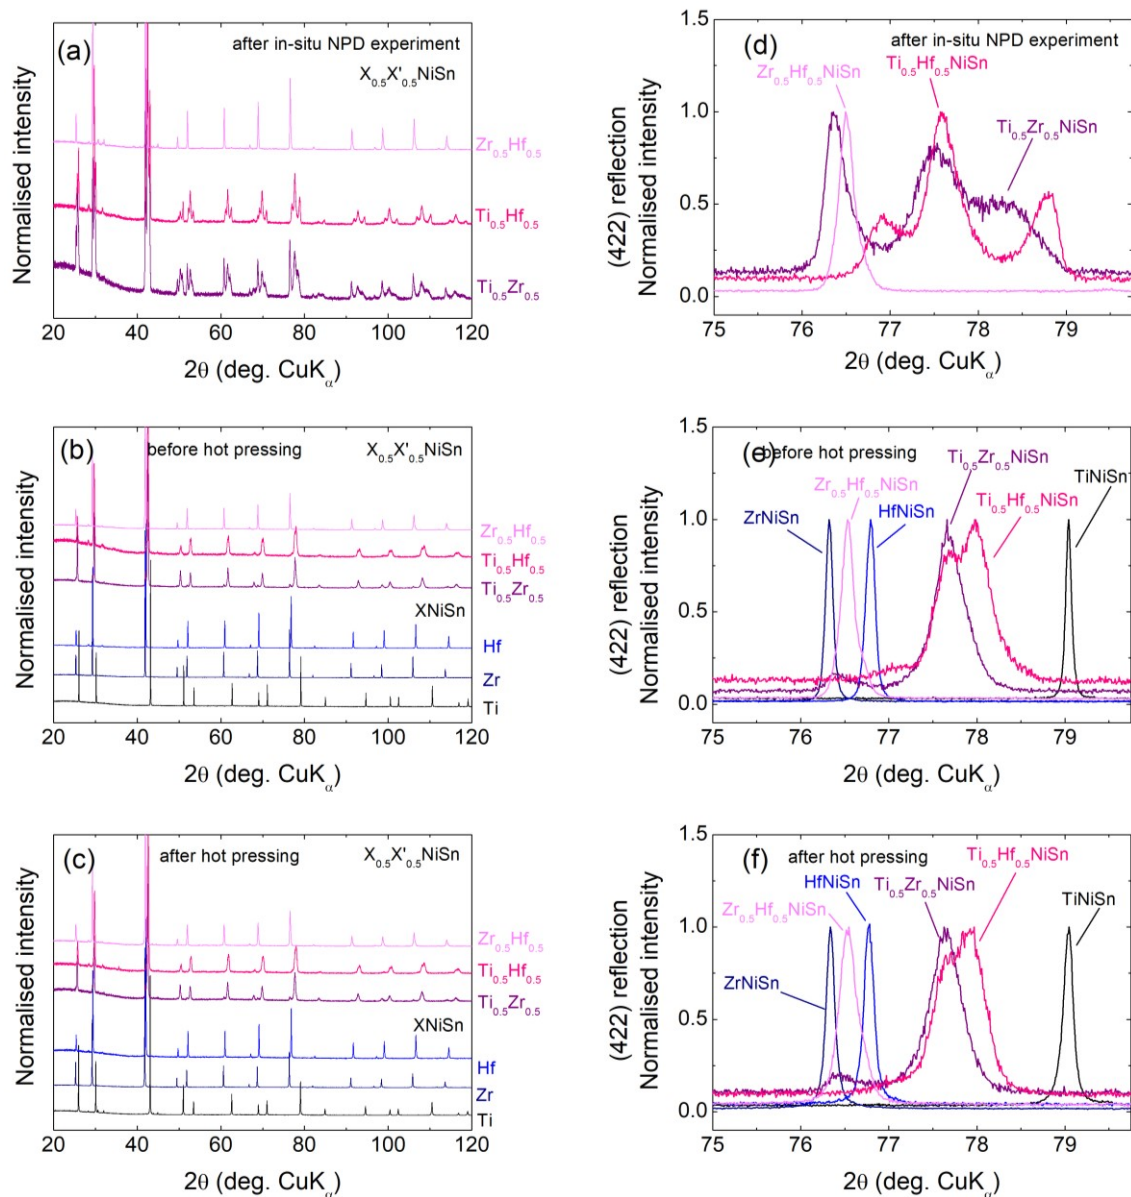 (a)
after in-situ NPD experiment
X0.5X'0.5NiSn
Zr0.5Hf0.5
Ti0.5Hf0.5
Ti0.5Zr0.5
Normalised intensity
20 40 60 80 100 120
2θ (deg. CuKα)
(d)
after in-situ NPD experiment
Zr0.5Hf0.5NiSn
Ti0.5Hf0.5NiSn
Ti0.5Zr0.5NiSn
(422) reflection
Normalised intensity
1.5
1.0
0.5
0.0
75 76 77 78 79
2θ (deg. CuKα)
(b)
before hot pressing
X0.5X'0.5NiSn
Zr0.5Hf0.5
Ti0.5Hf0.5
Ti0.5Zr0.5
XNiSn
Hf
Zr
Ti
Normalised intensity
20 40 60 80 100 120
2θ (deg. CuKα)
(e)
before hot pressing
Ti0.5Zr0.5NiSn
Zr0.5Hf0.5NiSn
Ti0.5Hf0.5NiSn
TiNiSn
ZrNiSn
HfNiSn
(422) reflection
Normalised intensity
1.5
1.0
0.5
0.0
75 76 77 78 79
2θ (deg. CuKα)
(c)
after hot pressing
X0.5X'0.5NiSn
Zr0.5Hf0.5
Ti0.5Hf0.5
Ti0.5Zr0.5
XNiSn
Hf
Zr
Ti
Normalised intensity
20 40 60 80 100 120
2θ (deg. CuKα)
(f)
after hot pressing
Ti0.5Hf0.5NiSn
HfNiSn
Ti0.5Zr0.5NiSn
TiNiSn
Zr0.5Hf0.5NiSn
ZrNiSn
(422) reflection
Normalised intensity
1.5
1.0
0.5
0.0
75 76 77 78 79
2θ (deg. CuKα)